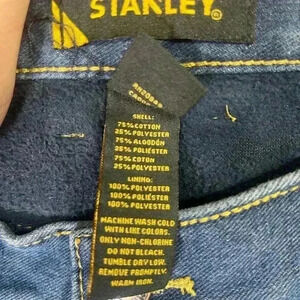 STANLEY®
SHELL:
75% COTTON
25% POLYESTER
75% ALGODÓN
25% POLIÉSTER
75% COTON
25% POLYESTER
LINING:
100% POLYESTER
100% POLIÉSTER
100% POLYESTER
MACHINE WASH COLD
WITH LIKE COLORS.
ONLY NON-CHLORINE
DO NOT BLEACH.
TUMBLE DRY LOW.
REMOVE PROMPTLY.
WARM IRON.